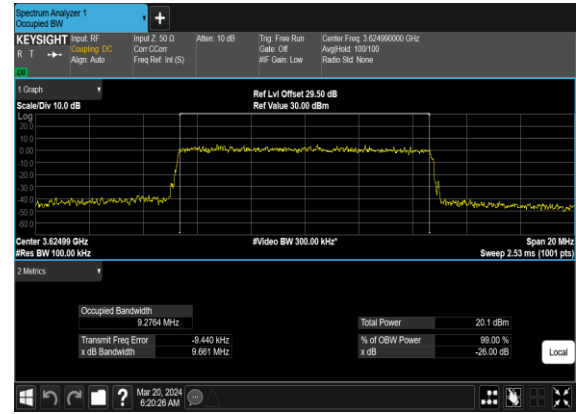 Spectrum Analyzer 1
Occupied BW
+
KEYSIGHT Input: RF Input Z: 50 Ω Atten: 10 dB Trig: Free Run Center Freq: 3.624990000 GHz
R T Coupling: DC Corr CCorr Gate: Off Avg|Hold: 100/100
Align: Auto Freq Ref: Int (S) #IF Gain: Low Radio Std: None
LW
1 Graph
Ref Lvl Offset 29.50 dB
Scale/Div 10.0 dB Ref Value 30.00 dBm
Log
20.0
10.0
0.00
-10.0
-20.0
-30.0
-40.0
-50.0
-60.0
Center 3.62499 GHz #Video BW 300.00 kHz* Span 20 MHz
#Res BW 100.00 kHz Sweep 2.53 ms (1001 pts)
2 Metrics
Occupied Bandwidth
9.2764 MHz Total Power 20.1 dBm
Transmit Freq Error -9.440 kHz % of OBW Power 99.00 %
x dB Bandwidth 9.661 MHz x dB -26.00 dB
Local
? Mar 20, 2024
6:20:26 AM